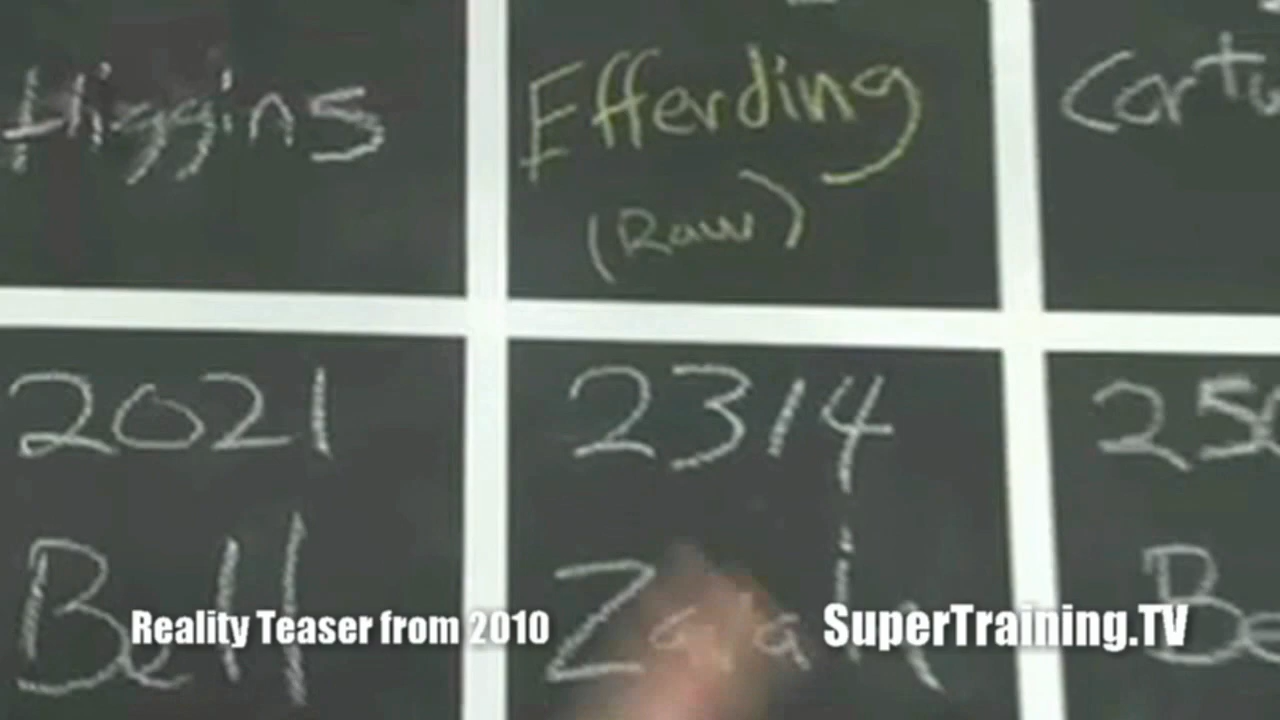 Higgins
Efferding
(Raw)
2021
2314
Bell
Reality Teaser from 2010
SuperTraining.TV